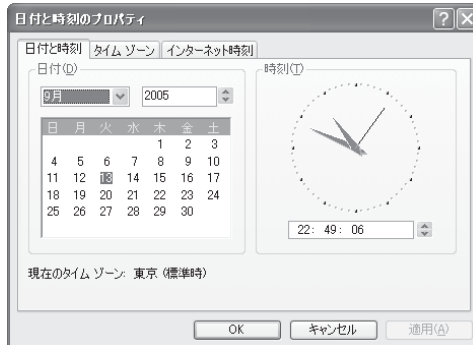 日付と時刻のプロパティ
日付と時刻 タイム ゾーン インターネット時刻
日付(D)
9月 2005
日 月 火 水 木 金 土
1 2 3
4 5 6 7 8 9 10
11 12 13 14 15 16 17
18 19 20 21 22 23 24
25 26 27 28 29 30
時刻(T)
22: 49: 06
現在のタイム ゾーン: 東京 (標準時)
OK キャンセル 適用(A)